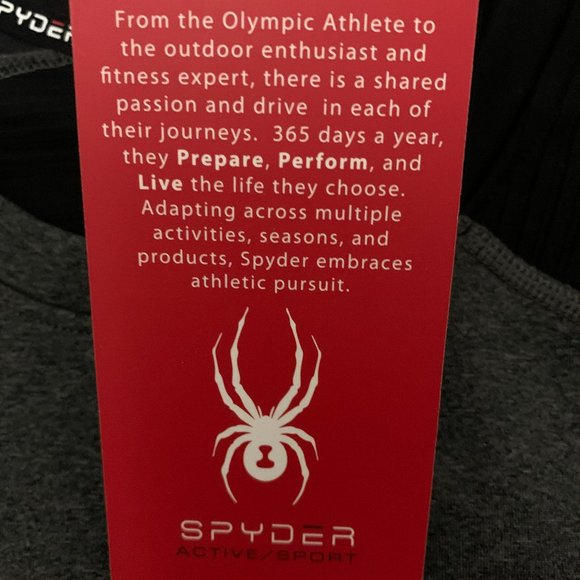 SPYDER
From the Olympic Athlete to
the outdoor enthusiast and
fitness expert, there is a shared
passion and drive in each of
their journeys. 365 days a year,
they Prepare, Perform, and
Live the life they choose.
Adapting across multiple
activities, seasons, and
products, Spyder embraces
athletic pursuit.
SPYDER
ACTIVE/SPORT